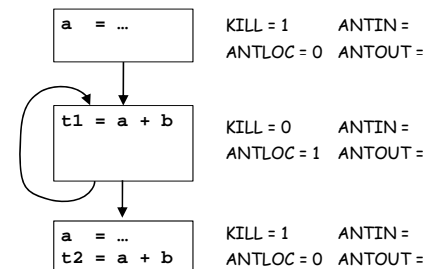 a = …
KILL = 1 ANTIN =
ANTLOC = 0 ANTOUT =
t1 = a + b
KILL = 0 ANTIN =
ANTLOC = 1 ANTOUT =
a = …
t2 = a + b
KILL = 1 ANTIN =
ANTLOC = 0 ANTOUT =